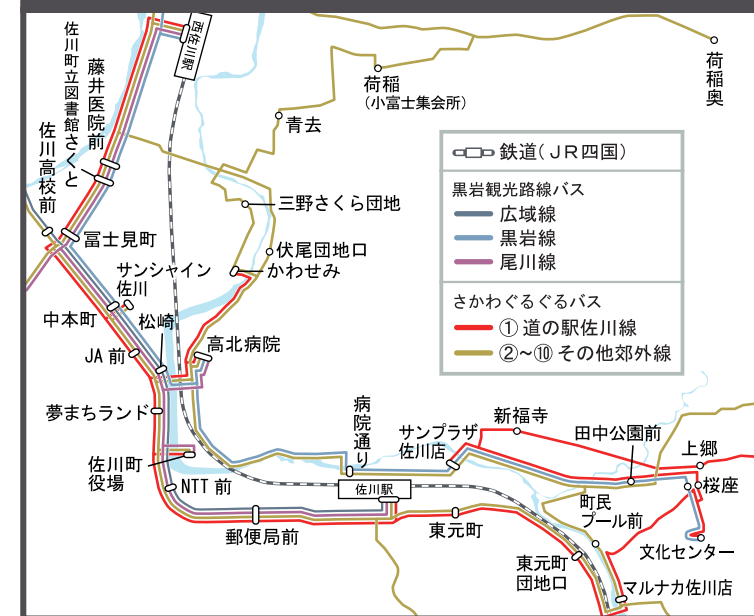 西佐川駅
荷稲奥
荷稲
(小富士集会所)
佐川町立図書館さくと
藤井医院前
佐川高校前
青去
鉄道(JR四国)
黒岩観光路線バス
広域線
黒岩線
尾川線
さかわぐるぐるバス
①道の駅佐川線
②~⑩その他郊外線
三野さくら団地
冨士見町
伏尾団地口
かわせみ
サンシャイン
佐川
中本町
松崎
JA前
高北病院
夢まちランド
病院通り
サンプラザ
佐川店
新福寺
田中公園前
上郷
佐川町
役場
NTT前
佐川駅
桜座
町民
プール前
郵便局前
東元町
文化センター
東元町
団地口
マルナカ佐川店